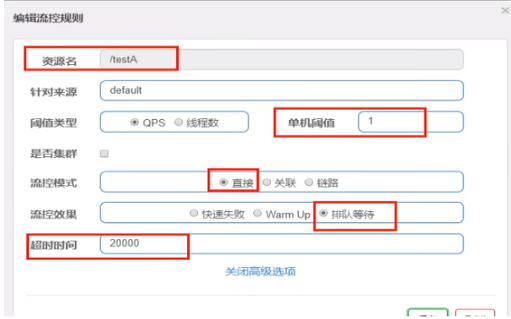 编辑流控规则
×
资源名 /testA
针对来源 default
阈值类型 QPS 线程数 单机阈值 1
是否集群
流控模式 直接 关联 链路
流控效果 快速失败 Warm Up 排队等待
超时时间 20000
关闭高级选项